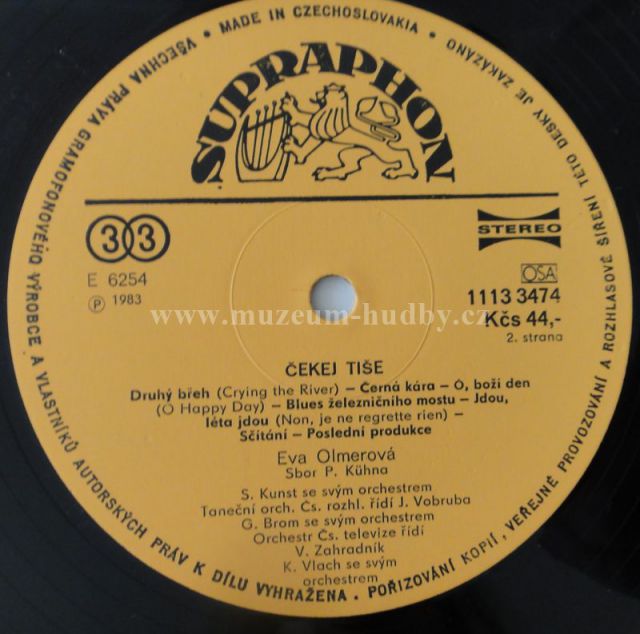 VŠECHNA PRÁVA GRAMOFONOVÉHO VÝROBCE A VLASTNÍKŮ AUTORSKÝCH PRÁV K DÍLU VYHRAŽENA. POŘIZOVÁNÍ KOPIÍ, VEŘEJNÉ PROVOZOVÁNÍ A ROZHLASOVÉ ŠÍŘENÍ TÉTO DESKY JE ZAKÁZÁNO
• MADE IN CZECHOSLOVAKIA •
SUPRAPHON
33
STEREO
E 6254
℗ 1983
OSA
1113 3474
Kčs 44,-
2. strana
www.muzeum-hudby.cz
ČEKEJ TIŠE
Druhý břeh (Crying the River) – Černá kára – Ó, boží den
(O Happy Day) – Blues železničního mostu – Jdou,
léta jdou (Non, je ne regrette rien) –
Sčítání – Poslední produkce
Eva Olmerová
Sbor P. Kühna
S. Kunst se svým orchestrem
Taneční orch. Čs. rozhl. řídí J. Vobruba
G. Brom se svým orchestrem
Orchestr Čs. televize řídí
V. Zahradník
K. Vlach se svým
orchestrem